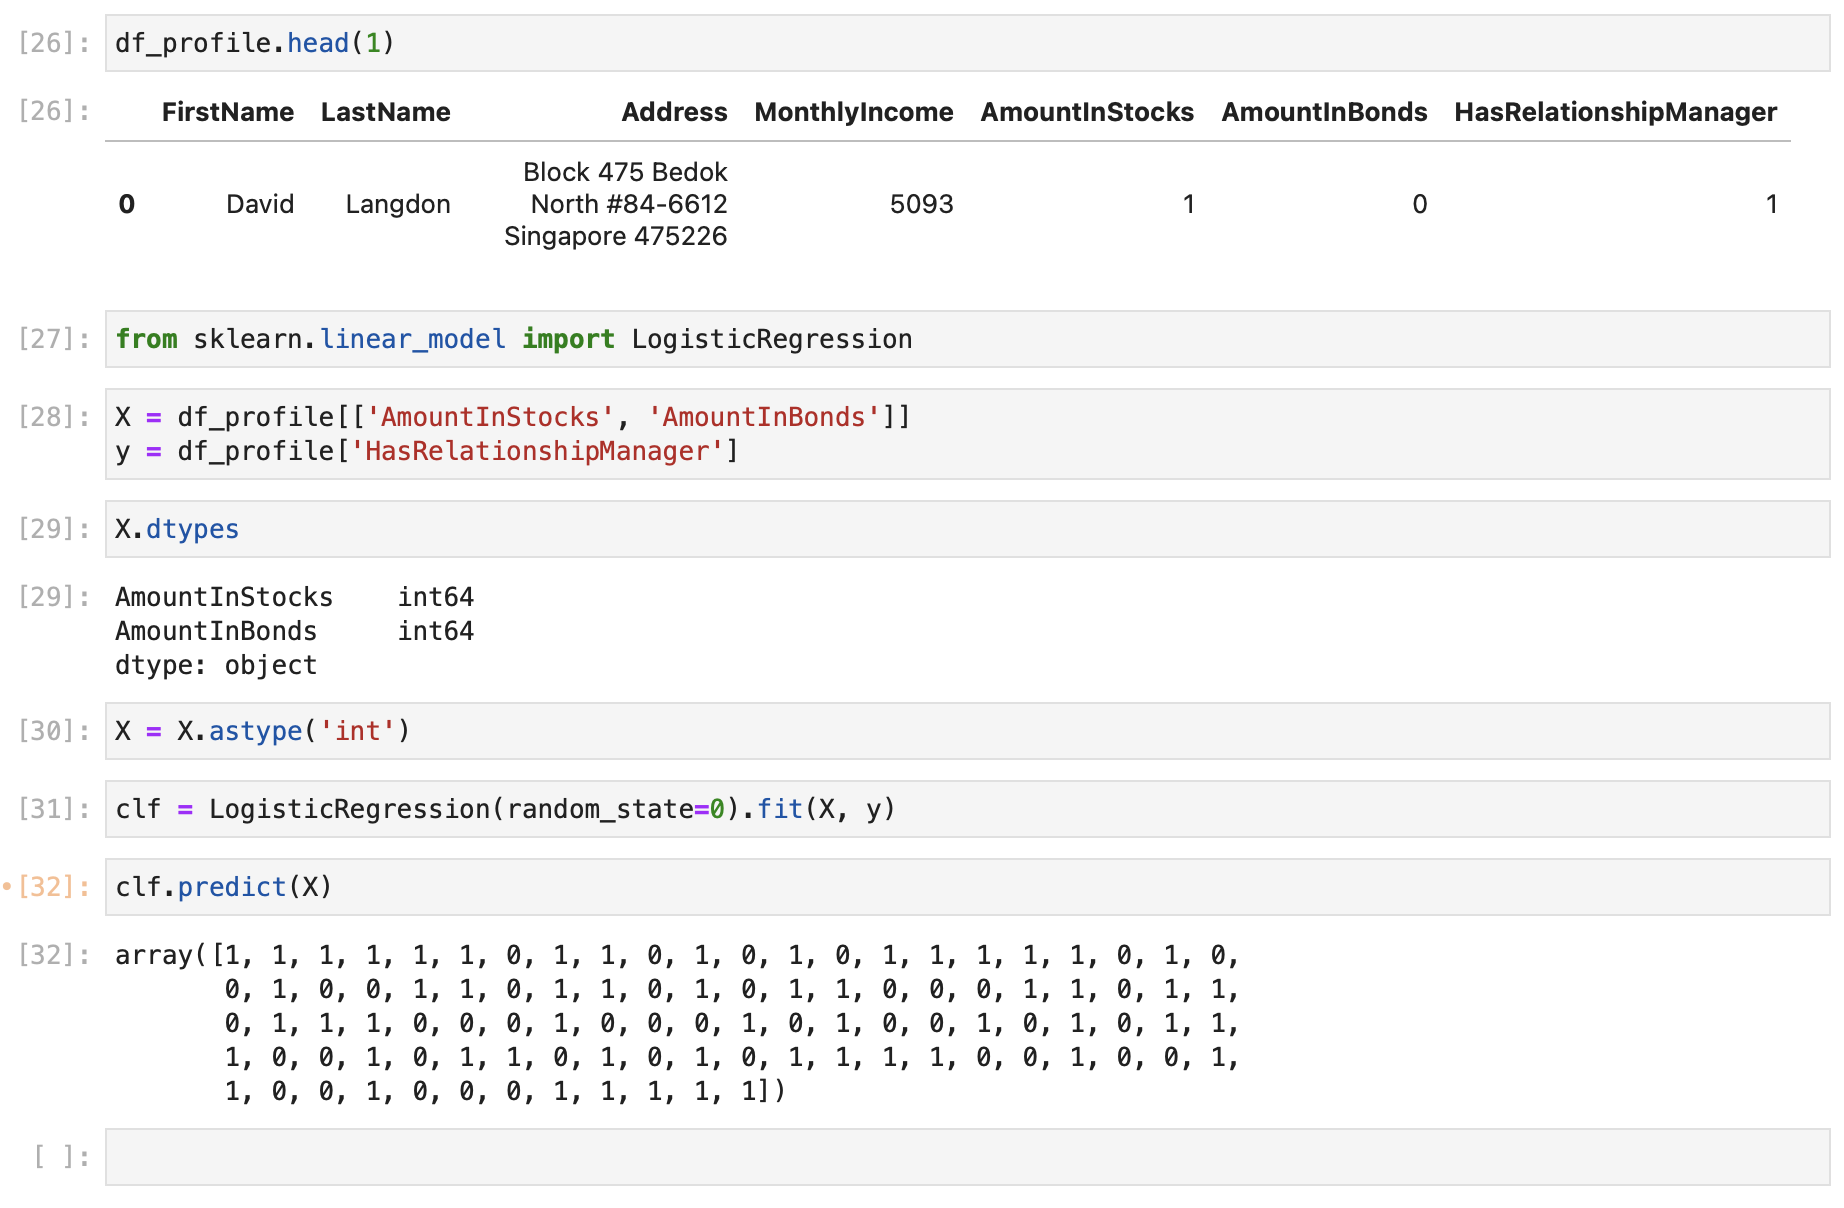 [26]: df_profile.head(1)
[26]: FirstName LastName Address MonthlyIncome AmountInStocks AmountInBonds HasRelationshipManager
0 David Langdon Block 475 Bedok North #84-6612 Singapore 475226 5093 1 0 1
[27]: from sklearn.linear_model import LogisticRegression
[28]: X = df_profile[['AmountInStocks', 'AmountInBonds']]
y = df_profile['HasRelationshipManager']
[29]: X.dtypes
[29]: AmountInStocks int64
AmountInBonds int64
dtype: object
[30]: X = X.astype('int')
[31]: clf = LogisticRegression(random_state=0).fit(X, y)
•[32]: clf.predict(X)
[32]: array([1, 1, 1, 1, 1, 1, 0, 1, 1, 0, 1, 0, 1, 0, 1, 1, 1, 1, 1, 0, 1, 0,
0, 1, 0, 0, 1, 1, 0, 1, 1, 0, 1, 0, 1, 1, 0, 0, 0, 1, 1, 0, 1, 1,
0, 1, 1, 1, 0, 0, 0, 1, 0, 0, 0, 1, 0, 1, 0, 0, 1, 0, 1, 0, 1, 1,
1, 0, 0, 1, 0, 1, 1, 0, 1, 0, 1, 0, 1, 1, 1, 1, 0, 0, 1, 0, 0, 1,
1, 0, 0, 1, 0, 0, 0, 1, 1, 1, 1, 1])
[ ]: